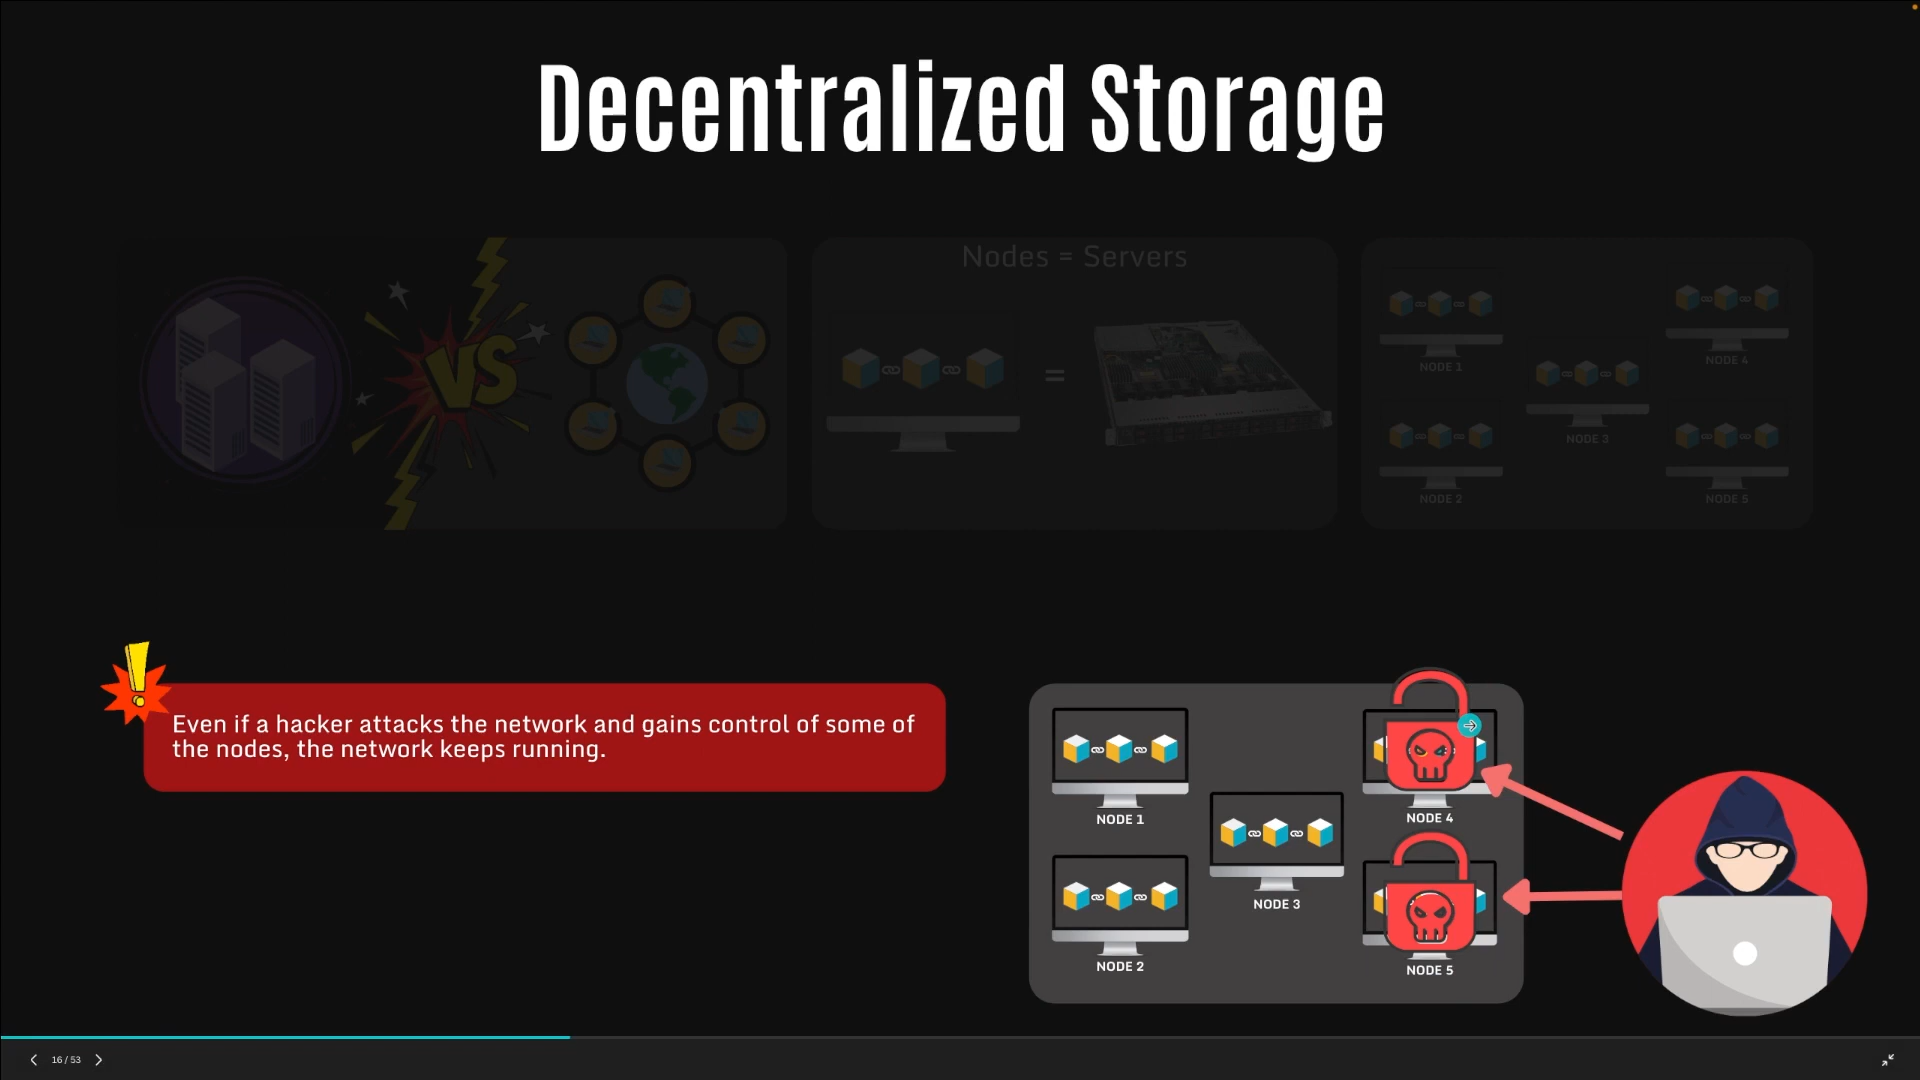 Decentralized Storage
VS
Nodes = Servers
=
NODE 1
NODE 4
NODE 3
NODE 2
NODE 5
Even if a hacker attacks the network and gains control of some of
the nodes, the network keeps running.
NODE 1
NODE 4
NODE 3
NODE 2
NODE 5
16 / 53